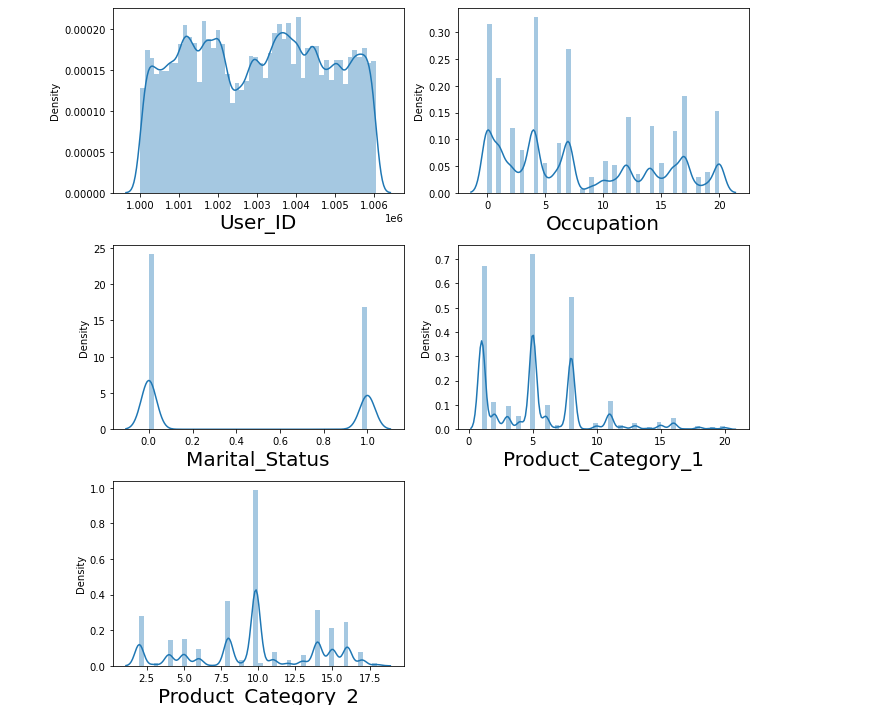 0.00020
0.00015
0.00010
0.00005
0.00000
Density
1.000 1.001 1.002 1.003 1.004 1.005 1.006
1e6
User_ID
0.30
0.25
0.20
0.15
0.10
0.05
0.00
Density
0 5 10 15 20
Occupation
25
20
15
10
5
0
Density
0.0 0.2 0.4 0.6 0.8 1.0
Marital_Status
0.7
0.6
0.5
0.4
0.3
0.2
0.1
0.0
Density
0 5 10 15 20
Product_Category_1
1.0
0.8
0.6
0.4
0.2
0.0
Density
2.5 5.0 7.5 10.0 12.5 15.0 17.5
Product_Category_2